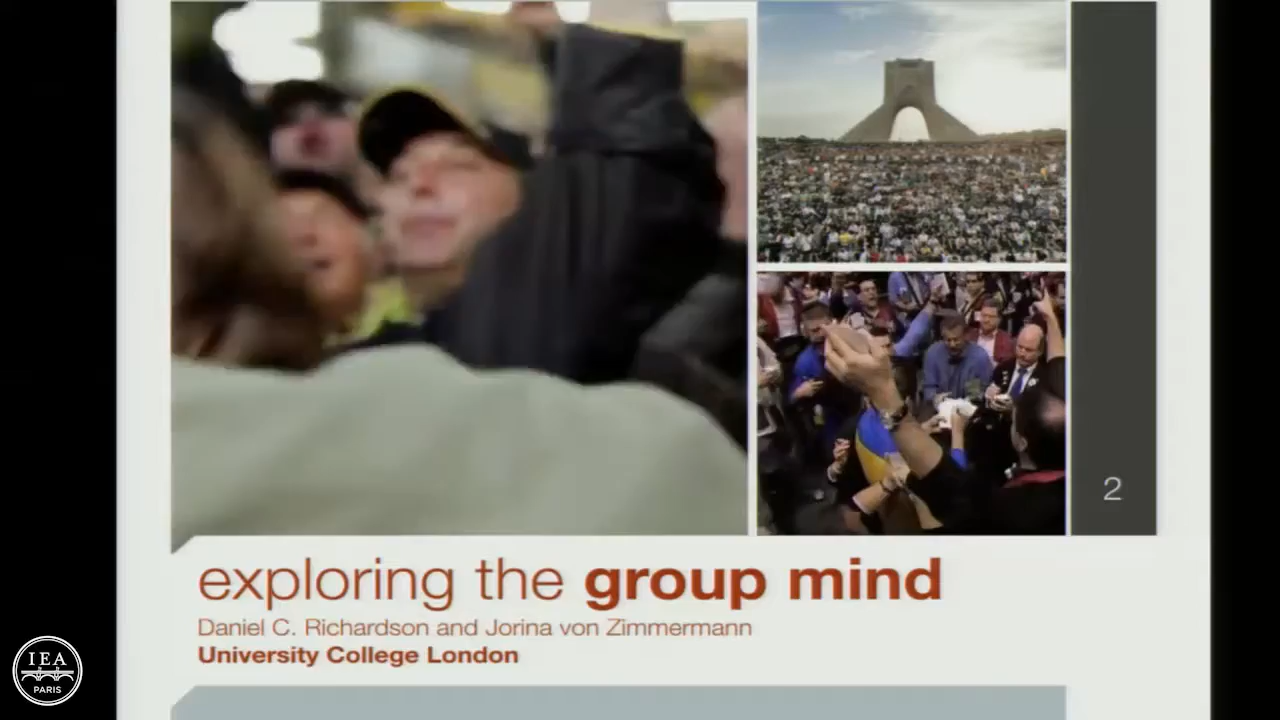 2
exploring the group mind
Daniel C. Richardson and Jorina von Zimmermann
University College London
IEA
PARIS